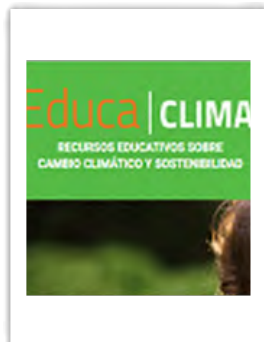 Educa | CLIMA
RECURSOS EDUCATIVOS SOBRE
CAMBIO CLIMÁTICO Y SOSTENIBILIDAD